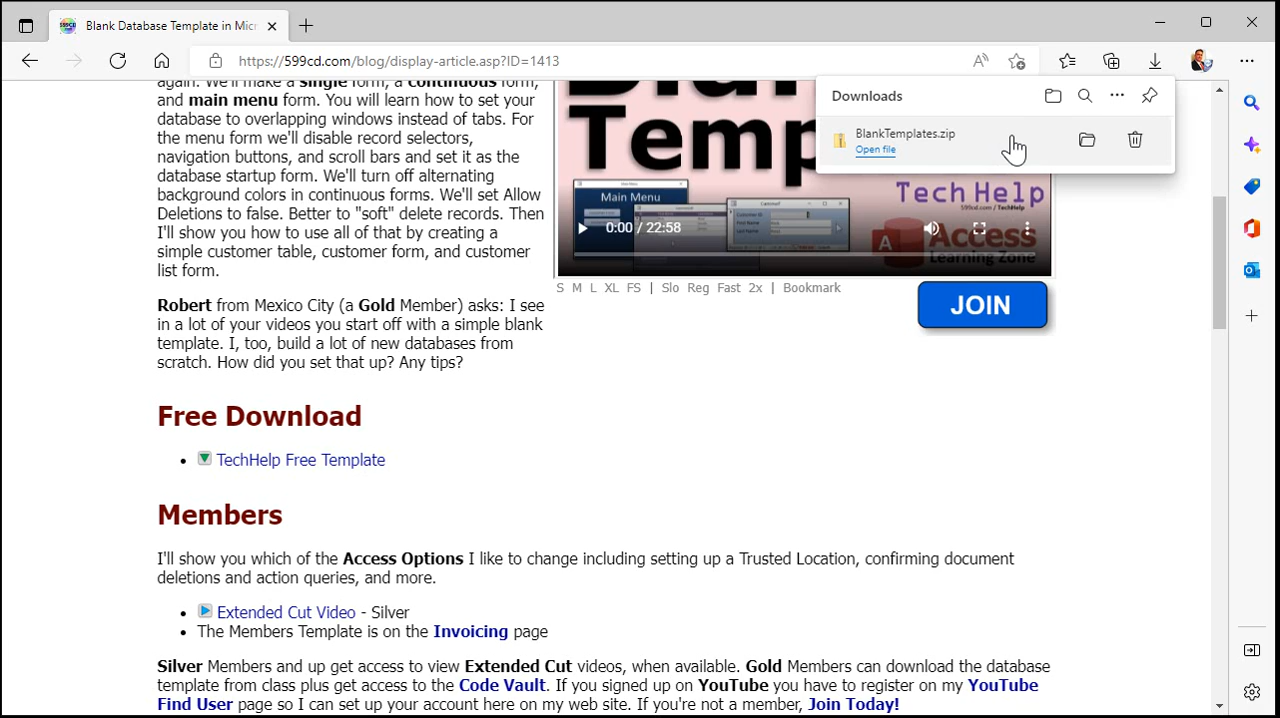 Blank Database Template in Micr
https://599cd.com/blog/display-article.asp?ID=1413
Downloads
BlankTemplates.zip
Open file
again. We'll make a single form, a continuous form,
and main menu form. You will learn how to set your
database to overlapping windows instead of tabs. For
the menu form we'll disable record selectors,
navigation buttons, and scroll bars and set it as the
database startup form. We'll turn off alternating
background colors in continuous forms. We'll set Allow
Deletions to false. Better to "soft" delete records. Then
I'll show you how to use all of that by creating a
simple customer table, customer form, and customer
list form.
Temp
Main Menu
TechHelp
599cd.com/TechHelp
0:00 / 22:58
A
Access
Learning Zone
S M L XL FS | Slo Reg Fast 2x | Bookmark
JOIN
Robert from Mexico City (a Gold Member) asks: I see
in a lot of your videos you start off with a simple blank
template. I, too, build a lot of new databases from
scratch. How did you set that up? Any tips?
Free Download
• TechHelp Free Template
Members
I'll show you which of the Access Options I like to change including setting up a Trusted Location, confirming document
deletions and action queries, and more.
• Extended Cut Video - Silver
• The Members Template is on the Invoicing page
Silver Members and up get access to view Extended Cut videos, when available. Gold Members can download the database
template from class plus get access to the Code Vault. If you signed up on YouTube you have to register on my YouTube
Find User page so I can set up your account here on my web site. If you're not a member, Join Today!